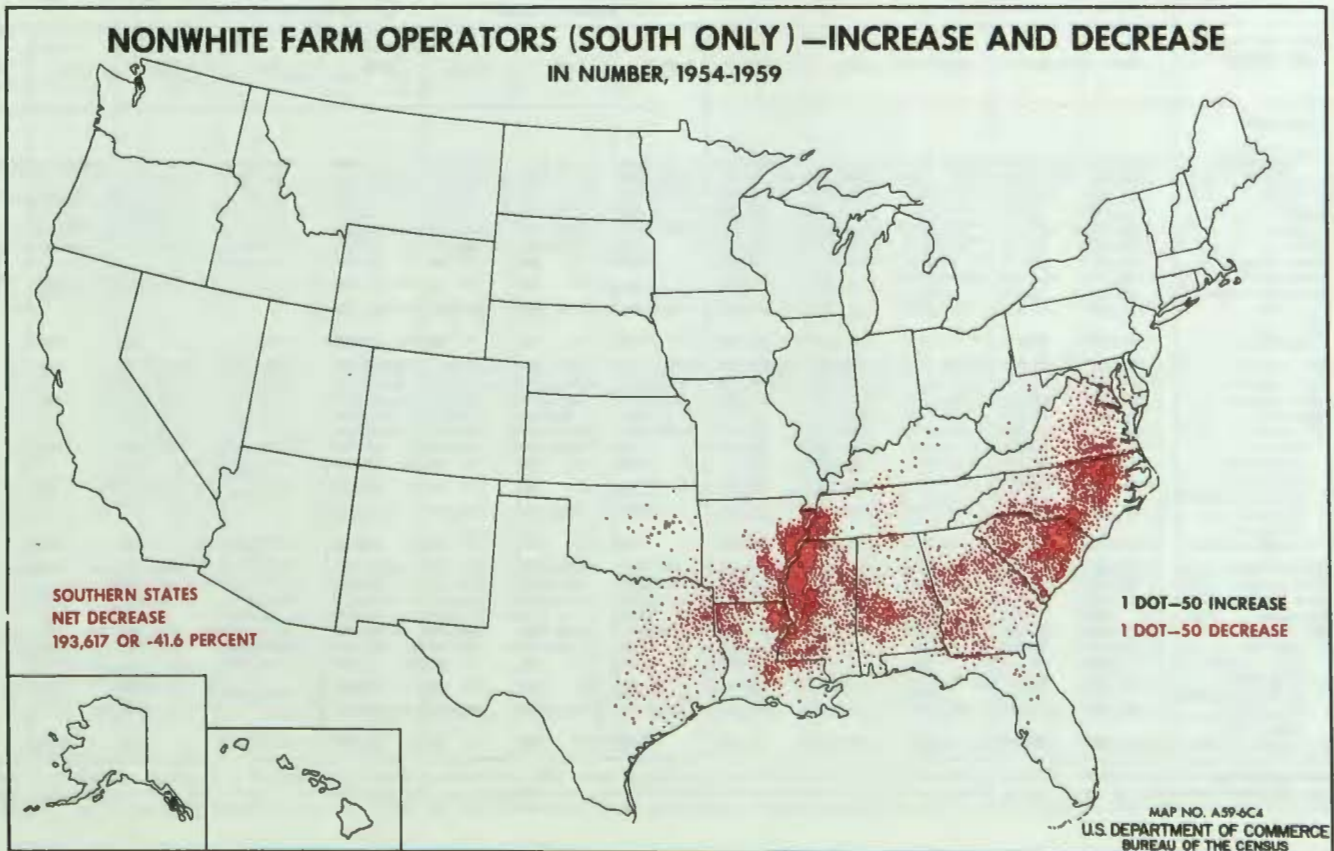 NONWHITE FARM OPERATORS (SOUTH ONLY)—INCREASE AND DECREASE
IN NUMBER, 1954-1959
SOUTHERN STATES
NET DECREASE
193,617 OR -41.6 PERCENT
1 DOT—50 INCREASE
1 DOT—50 DECREASE
MAP NO. A59-6C4
U.S. DEPARTMENT OF COMMERCE
BUREAU OF THE CENSUS